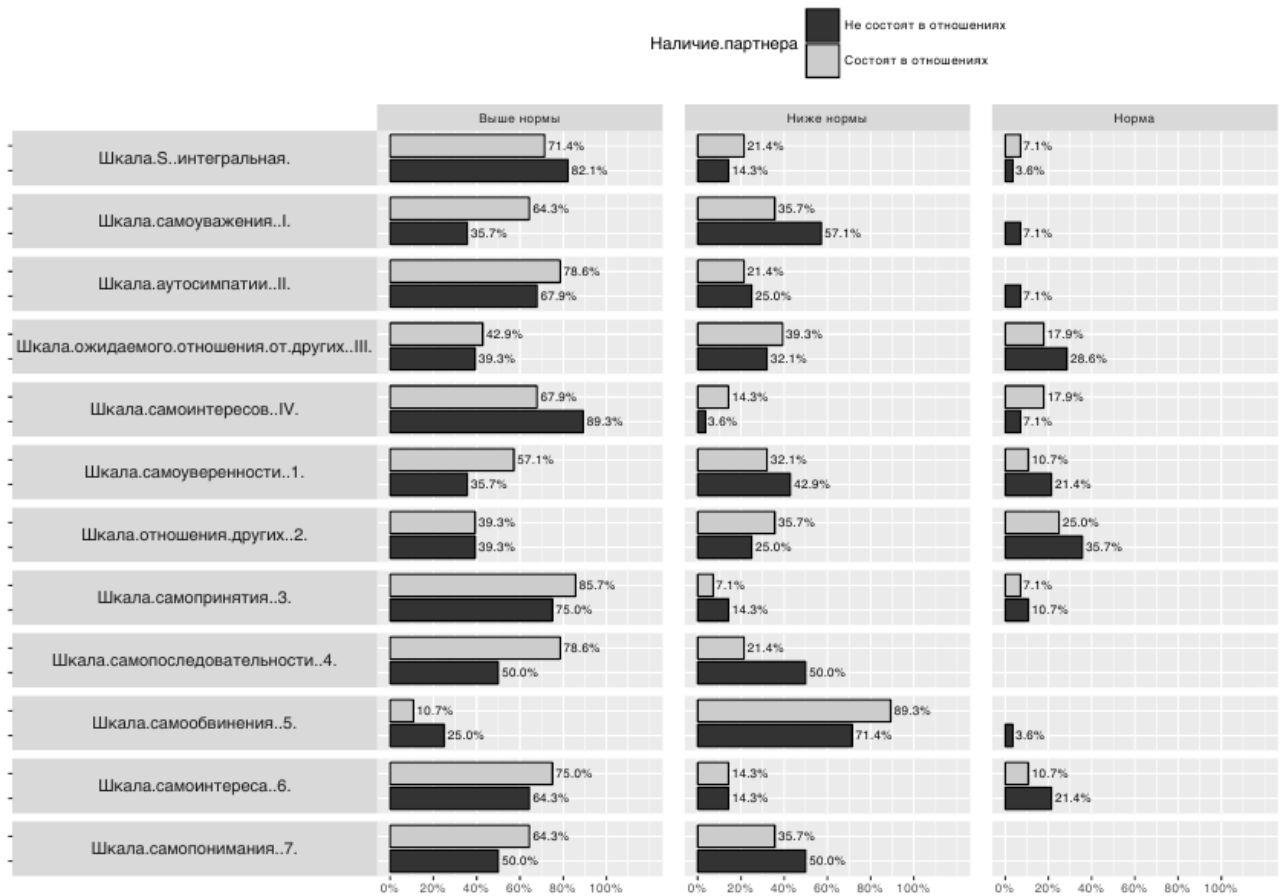 Наличие.партнера
Не состоят в отношениях
Состоят в отношениях
Выше нормы Ниже нормы Норма
Шкала.S..интегральная.
71.4% 21.4% 7.1%
82.1% 14.3% 3.6%
Шкала.самоуважения..I.
64.3% 35.7%
35.7% 57.1% 7.1%
Шкала.аутосимпатии..II.
78.6% 21.4%
67.9% 25.0% 7.1%
Шкала.ожидаемого.отношения.от.других..III.
42.9% 39.3% 17.9%
39.3% 32.1% 28.6%
Шкала.самоинтересов..IV.
67.9% 14.3% 17.9%
89.3% 3.6% 7.1%
Шкала.самоуверенности..1.
57.1% 32.1% 10.7%
35.7% 42.9% 21.4%
Шкала.отношения.других..2.
39.3% 35.7% 25.0%
39.3% 25.0% 35.7%
Шкала.самопринятия..3.
85.7% 7.1% 7.1%
75.0% 14.3% 10.7%
Шкала.самопоследовательности..4.
78.6% 21.4%
50.0% 50.0%
Шкала.самообвинения..5.
10.7% 89.3%
25.0% 71.4% 3.6%
Шкала.самоинтереса..6.
75.0% 14.3% 10.7%
64.3% 14.3% 21.4%
Шкала.самопонимания..7.
64.3% 35.7%
50.0% 50.0%
0% 20% 40% 60% 80% 100% 0% 20% 40% 60% 80% 100% 0% 20% 40% 60% 80% 100%